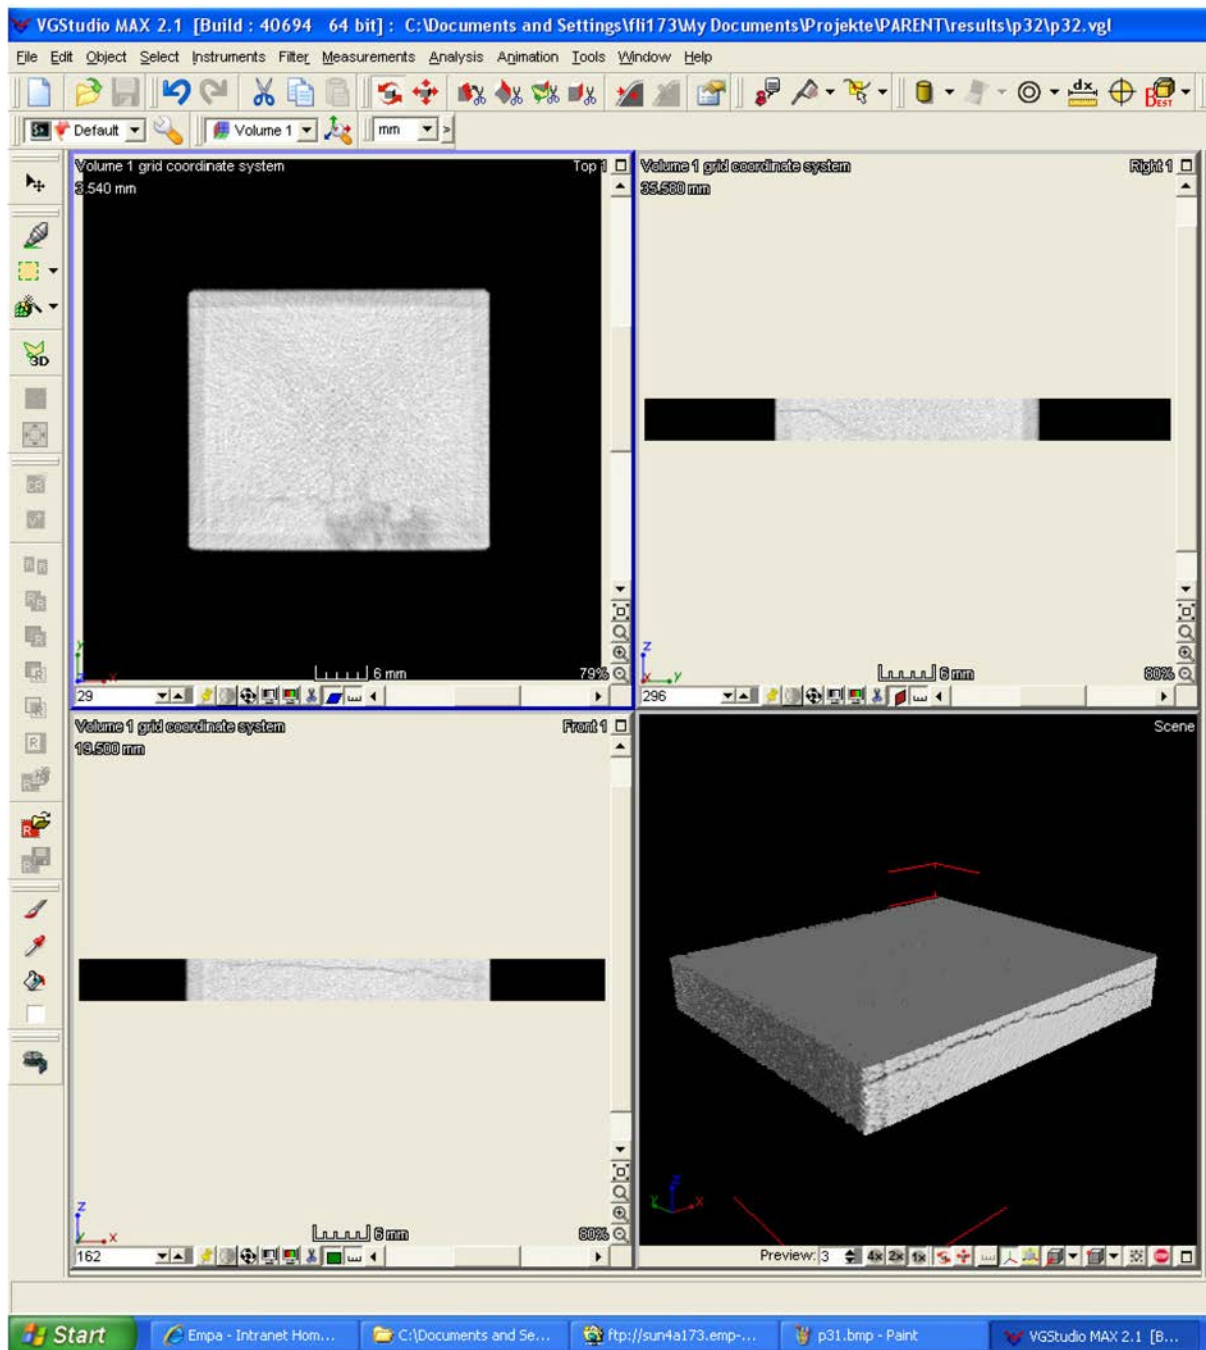 VGStudio MAX 2.1 [Build : 40694 64 bit] : C:\Documents and Settings\fli173\My Documents\Projekte\PARENT\results\p32\p32.vgl
File Edit Object Select Instruments Filter Measurements Analysis Animation Tools Window Help
dx
BEST
Default Volume 1 mm >
Volume 1 grid coordinate system Top 1
3.540 mm
Volume 1 grid coordinate system Right 1
35.580 mm
3D
CR
V
R R
R R
R
R
R
R
R
R
R
y
z x
6 mm 79%
29
z
x y
6 mm 80%
296
Volume 1 grid coordinate system Front 1
19.500 mm
Scene
z
y x
6 mm 80%
162
z
y x
Preview: 3 4x 2x 1x
Start Empa - Intranet Hom... C:\Documents and Se... ftp://sun4a173.emp-... p31.bmp - Paint VGStudio MAX 2.1 [B...